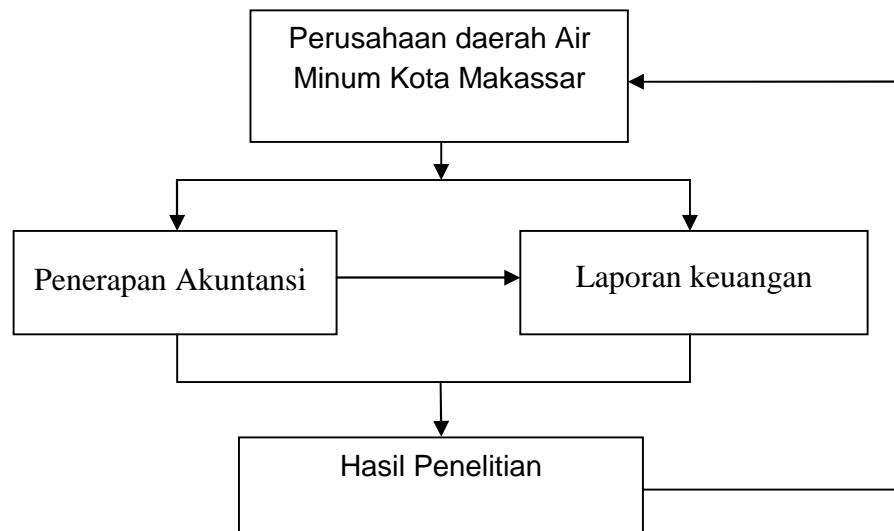 Perusahaan daerah Air
Minum Kota Makassar
Penerapan Akuntansi
Laporan keuangan
Hasil Penelitian